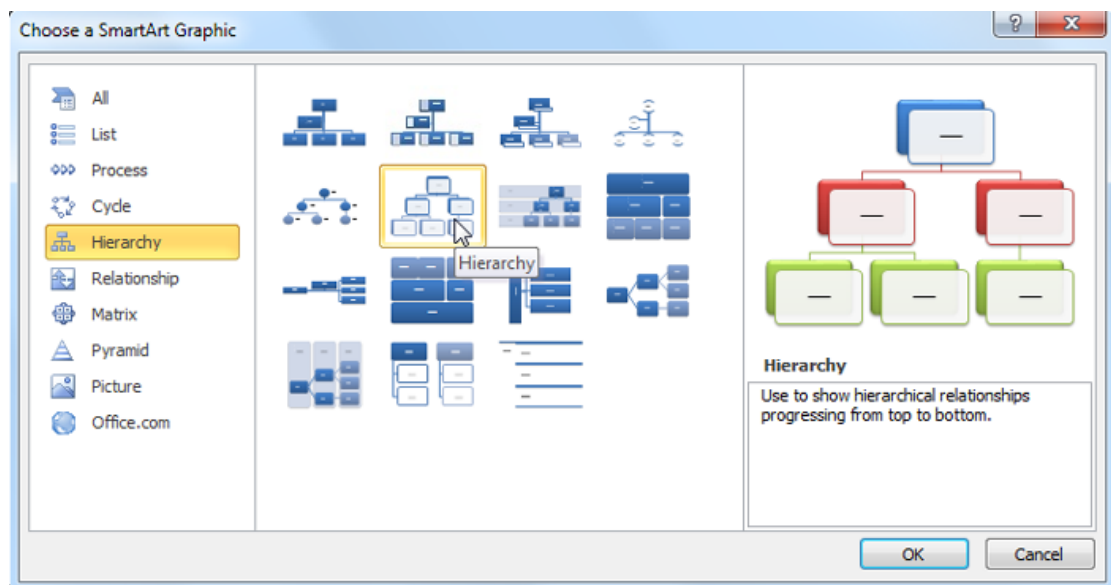 Choose a SmartArt Graphic
?
All
List
Process
Cycle
Hierarchy
Relationship
Matrix
Pyramid
Picture
Office.com
Hierarchy
Hierarchy
Use to show hierarchical relationships
progressing from top to bottom.
OK
Cancel